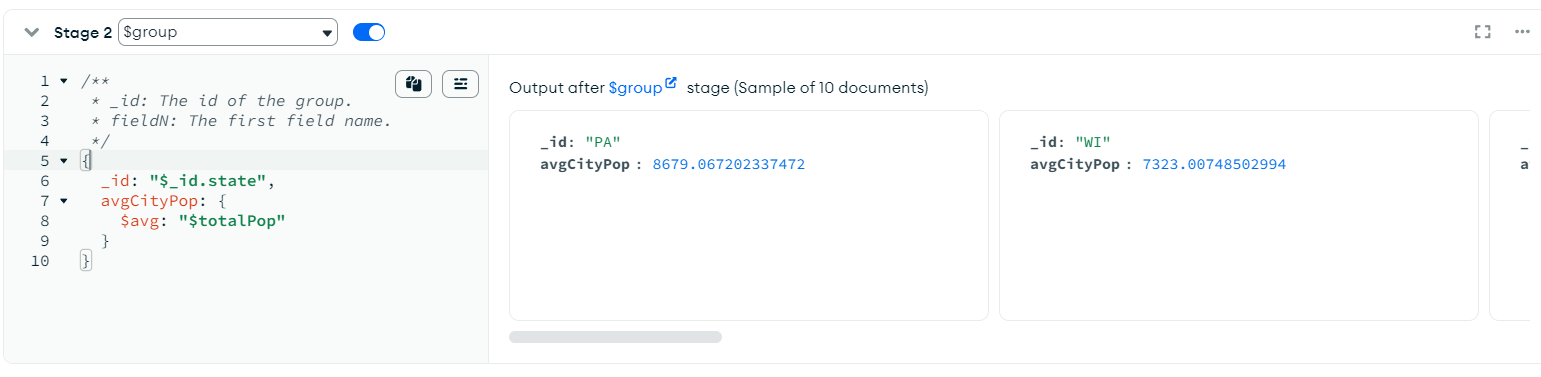 Stage 2 $group
1 /**
2 * _id: The id of the group.
3 * fieldN: The first field name.
4 */
5 {
6 _id: "$_id.state",
7 avgCityPop: {
8 $avg: "$totalPop"
9 }
10 }
Output after $group stage (Sample of 10 documents)
_id: "PA"
avgCityPop : 8679.067202337472
_id: "WI"
avgCityPop : 7323.00748502994
_
a